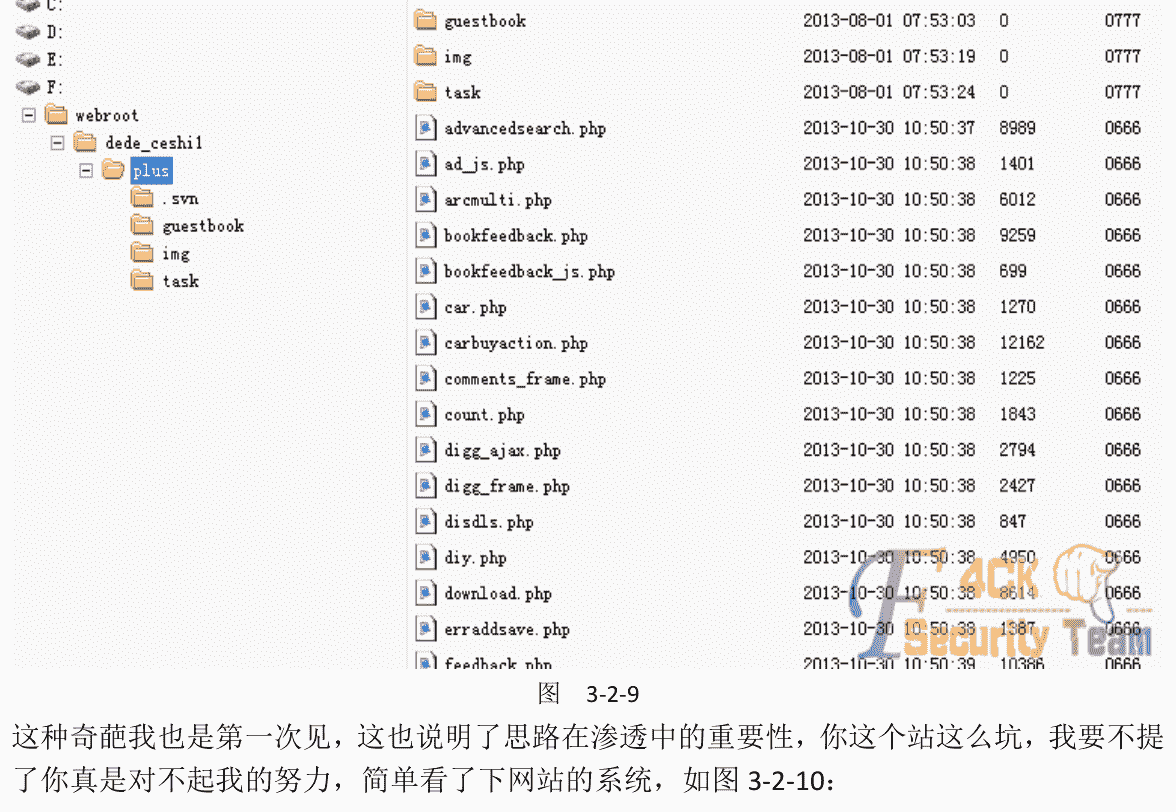 C:
D:
E:
F:
webroot
dede_ceshi1
plus
.svn
guestbook
img
task
guestbook 2013-08-01 07:53:03 0 0777
img 2013-08-01 07:53:19 0 0777
task 2013-08-01 07:53:24 0 0777
advancedsearch.php 2013-10-30 10:50:37 8989 0666
ad_js.php 2013-10-30 10:50:38 1401 0666
arcmulti.php 2013-10-30 10:50:38 6012 0666
bookfeedback.php 2013-10-30 10:50:38 9259 0666
bookfeedback_js.php 2013-10-30 10:50:38 699 0666
car.php 2013-10-30 10:50:38 1270 0666
carbuyaction.php 2013-10-30 10:50:38 12162 0666
comments_frame.php 2013-10-30 10:50:38 1225 0666
count.php 2013-10-30 10:50:38 1843 0666
digg_ajax.php 2013-10-30 10:50:38 2794 0666
digg_frame.php 2013-10-30 10:50:38 2427 0666
disdls.php 2013-10-30 10:50:38 847 0666
diy.php 2013-10-30 10:50:38 4950 0666
download.php 2013-10-30 10:50:38 8614 0666
erraddsave.php 2013-10-30 10:50:38 1387 0666
feedback.php 2013-10-30 10:50:39 10386 0666
F4CK
Security Team
图 3-2-9
这种奇葩我也是第一次见，这也说明了思路在渗透中的重要性，你这个站这么坑，我要不提
了你真是对不起我的努力，简单看了下网站的系统，如图 3-2-10：